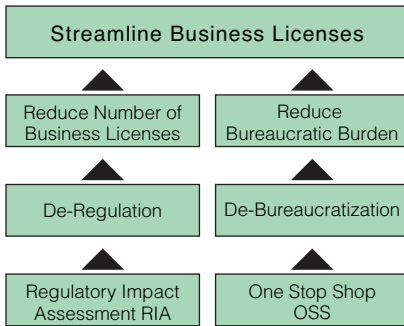 Streamline Business Licenses
Reduce Number of
Business Licenses
Reduce
Bureaucratic Burden
De-Regulation
De-Bureaucratization
Regulatory Impact
Assessment RIA
One Stop Shop
OSS